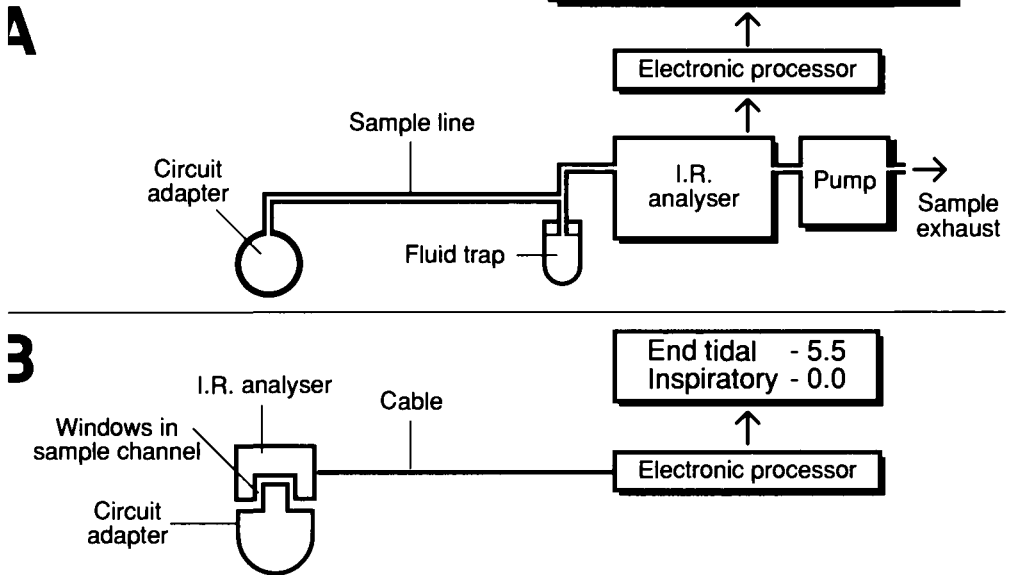 A
Electronic processor
Sample line
Circuit
adapter
I.R.
analyser
Pump
Sample
exhaust
Fluid trap
B
End tidal - 5.5
Inspiratory - 0.0
I.R. analyser
Cable
Windows in
sample channel
Electronic processor
Circuit
adapter